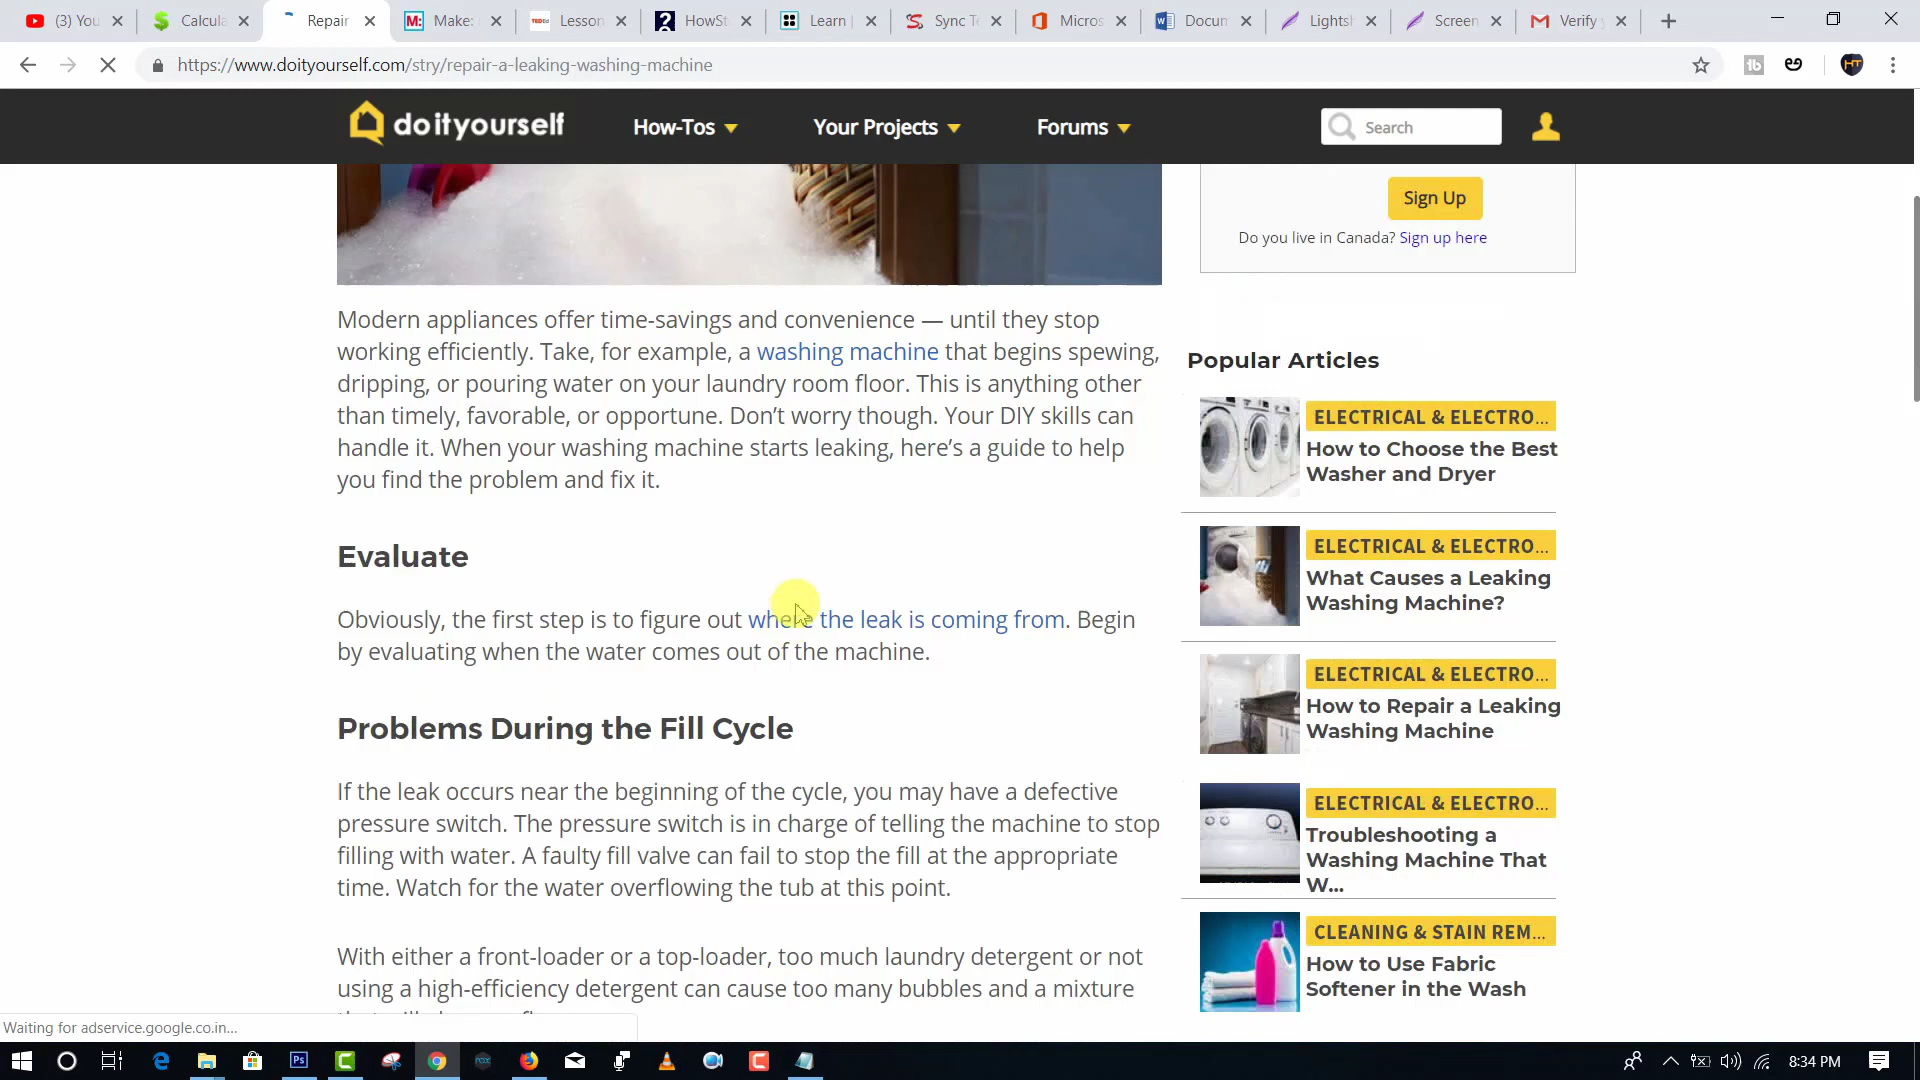 (3) You
Calcula
Repair
Make:
Lesson
HowSt
Learn |
Sync Te
Micros
Docum
Lightsh
Screen
Verify y
https://www.doityourself.com/stry/repair-a-leaking-washing-machine
doityourself
How-Tos
Your Projects
Forums
Search
Sign Up
Do you live in Canada? Sign up here
Modern appliances offer time-savings and convenience — until they stop
working efficiently. Take, for example, a washing machine that begins spewing,
dripping, or pouring water on your laundry room floor. This is anything other
than timely, favorable, or opportune. Don’t worry though. Your DIY skills can
handle it. When your washing machine starts leaking, here’s a guide to help
you find the problem and fix it.
Evaluate
Obviously, the first step is to figure out where the leak is coming from. Begin
by evaluating when the water comes out of the machine.
Problems During the Fill Cycle
If the leak occurs near the beginning of the cycle, you may have a defective
pressure switch. The pressure switch is in charge of telling the machine to stop
filling with water. A faulty fill valve can fail to stop the fill at the appropriate
time. Watch for the water overflowing the tub at this point.
With either a front-loader or a top-loader, too much laundry detergent or not
using a high-efficiency detergent can cause too many bubbles and a mixture
Popular Articles
ELECTRICAL & ELECTRO...
How to Choose the Best
Washer and Dryer
ELECTRICAL & ELECTRO...
What Causes a Leaking
Washing Machine?
ELECTRICAL & ELECTRO...
How to Repair a Leaking
Washing Machine
ELECTRICAL & ELECTRO...
Troubleshooting a
Washing Machine That
W...
CLEANING & STAIN REM...
How to Use Fabric
Softener in the Wash
Waiting for adservice.google.co.in...
8:34 PM